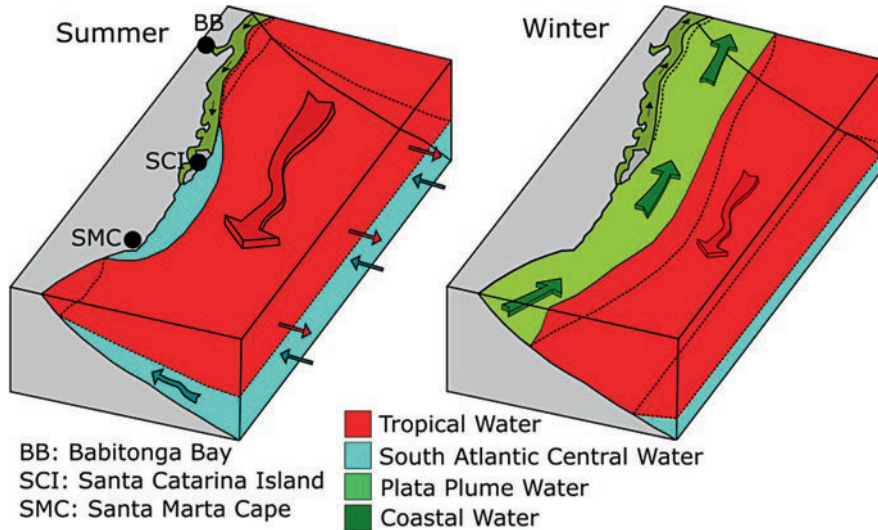 Summer
BB
SCI
SMC
Winter
BB: Babitonga Bay
SCI: Santa Catarina Island
SMC: Santa Marta Cape
Tropical Water
South Atlantic Central Water
Plata Plume Water
Coastal Water